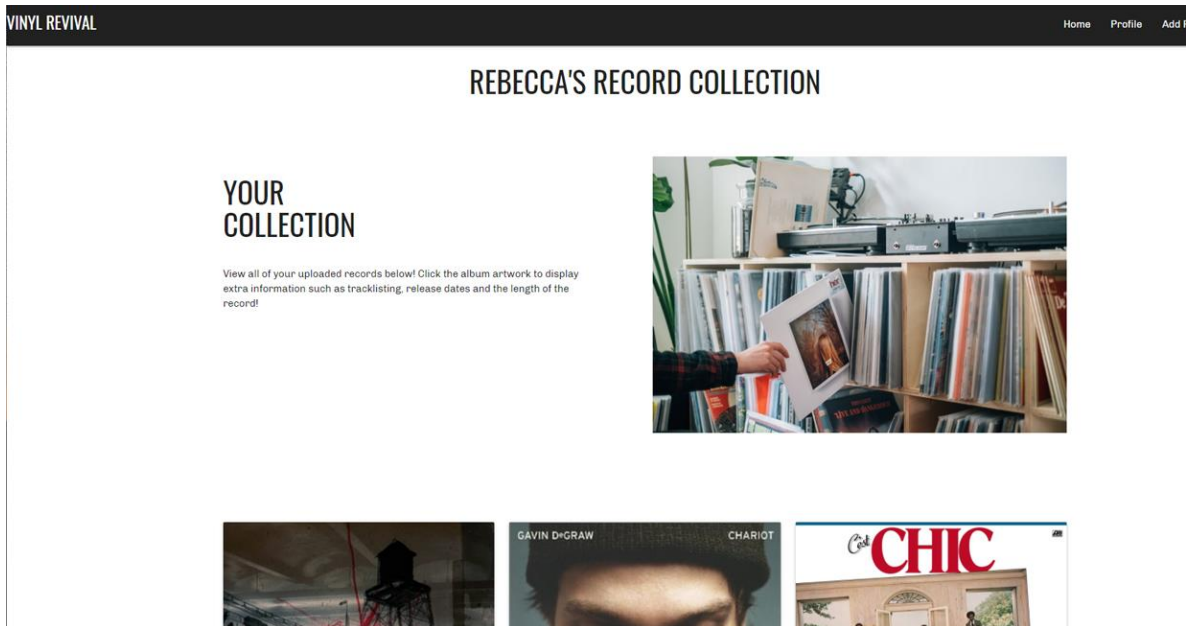 VINYL REVIVAL
Home Profile Add
REBECCA'S RECORD COLLECTION
YOUR
COLLECTION
View all of your uploaded records below! Click the album artwork to display
extra information such as tracklisting, release dates and the length of the
record!
GAVIN DeGRAW CHARIOT
C'est CHIC